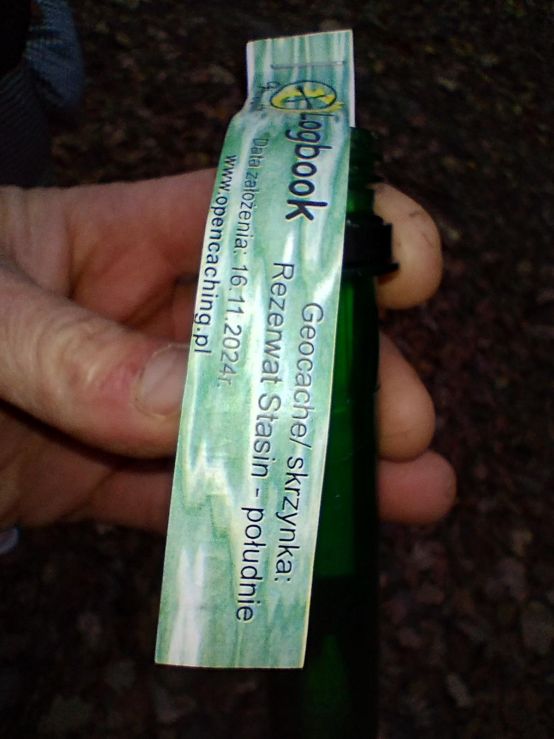 Logbook
Geocache/ skrzynka:
Rezerwat Stasin - południe
Data założenia: 16.11.2024r.
www.opencaching.pl